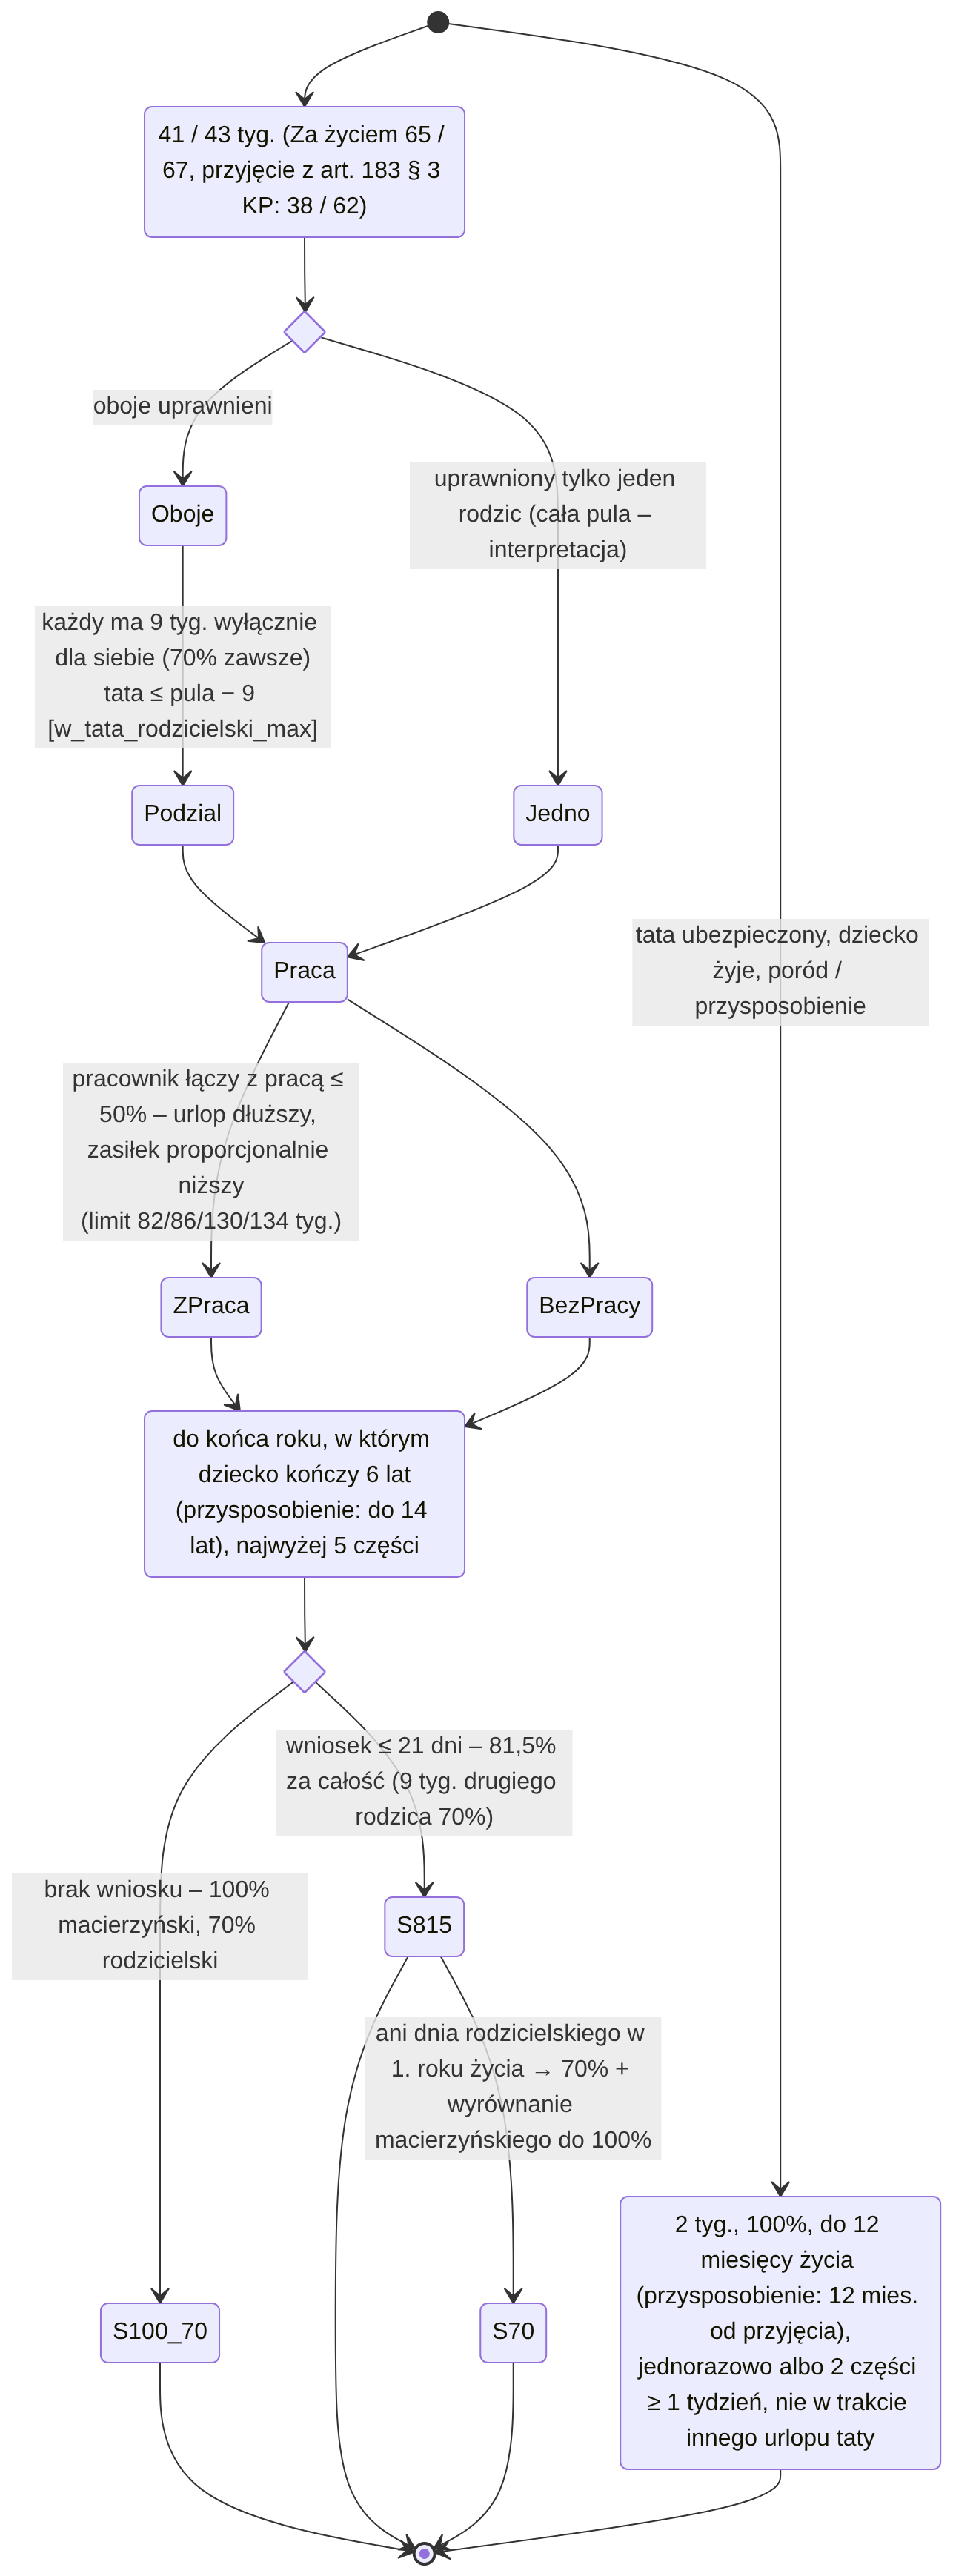 41 / 43 tyg. (Za życiem 65 /
67, przyjęcie z art. 183 § 3
KP: 38 / 62)
oboje uprawnieni
uprawniony tylko jeden
rodzic (cała pula –
interpretacja)
Oboje
każdy ma 9 tyg. wyłącznie
dla siebie (70% zawsze)
tata ≤ pula − 9
[w_tata_rodzicielski_max]
Podzial
Jedno
tata ubezpieczony, dziecko
żyje, poród /
przysposobienie
Praca
pracownik łączy z pracą ≤
50% – urlop dłuższy,
zasiłek proporcjonalnie
niższy
(limit 82/86/130/134 tyg.)
ZPraca
BezPracy
do końca roku, w którym
dziecko kończy 6 lat
(przysposobienie: do 14
lat), najwyżej 5 części
wniosek ≤ 21 dni – 81,5%
za całość (9 tyg. drugiego
rodzica 70%)
brak wniosku – 100%
macierzyński, 70%
rodzicielski
S815
ani dnia rodzicielskiego w
1. roku życia → 70% +
wyrównanie
macierzyńskiego do 100%
S100_70
S70
2 tyg., 100%, do 12
miesięcy życia
(przysposobienie: 12 mies.
od przyjęcia),
jednorazowo albo 2 części
≥ 1 tydzień, nie w trakcie
innego urlopu taty